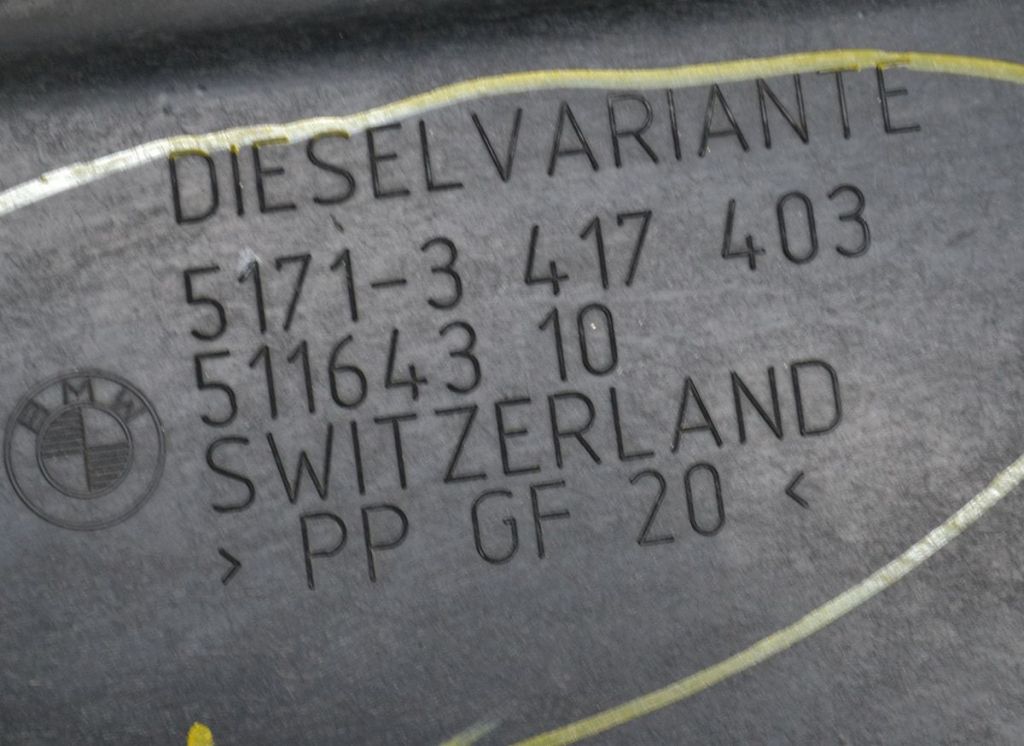 DIESELVARIANTE
5171-3 417 403
511643 10
BMW
SWITZERLAND
> PP GF 20 <